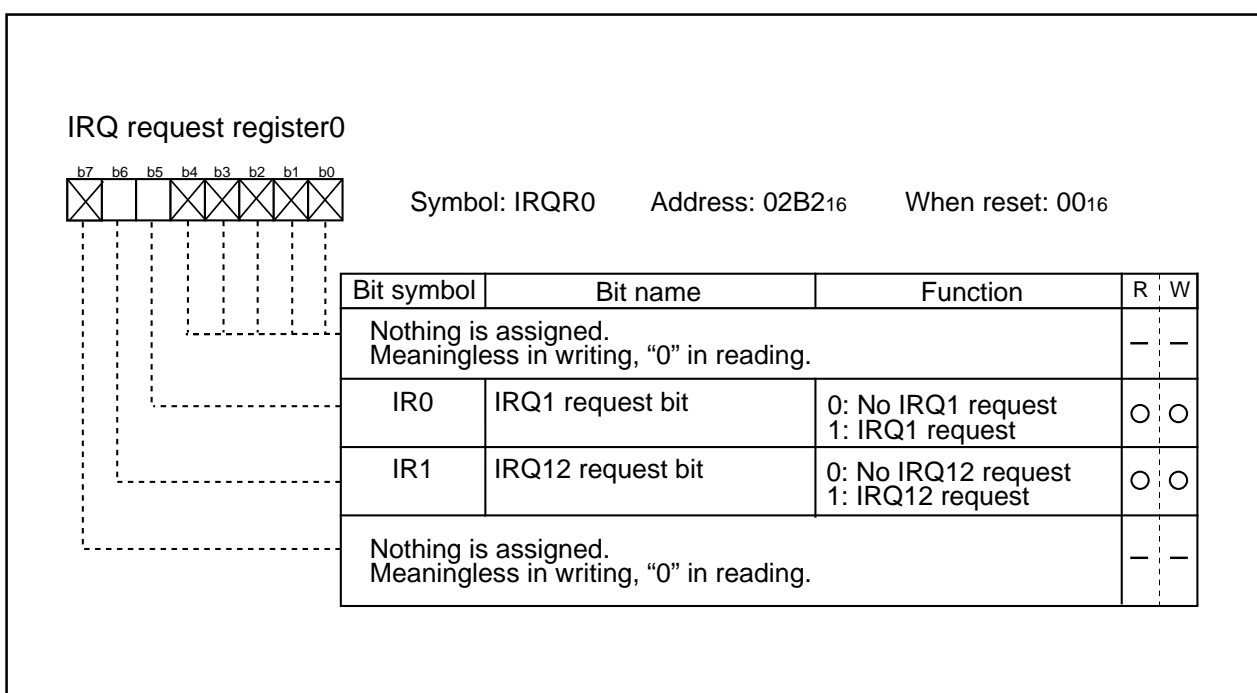 IRQ request register0
b7 b6 b5 b4 b3 b2 b1 b0
Symbol: IRQR0 Address: 02B216 When reset: 0016
Bit symbol Bit name Function R W
Nothing is assigned.
Meaningless in writing, “0” in reading.
– –
IR0 IRQ1 request bit 0: No IRQ1 request
1: IRQ1 request
IR1 IRQ12 request bit 0: No IRQ12 request
1: IRQ12 request
Nothing is assigned.
Meaningless in writing, “0” in reading.
– –